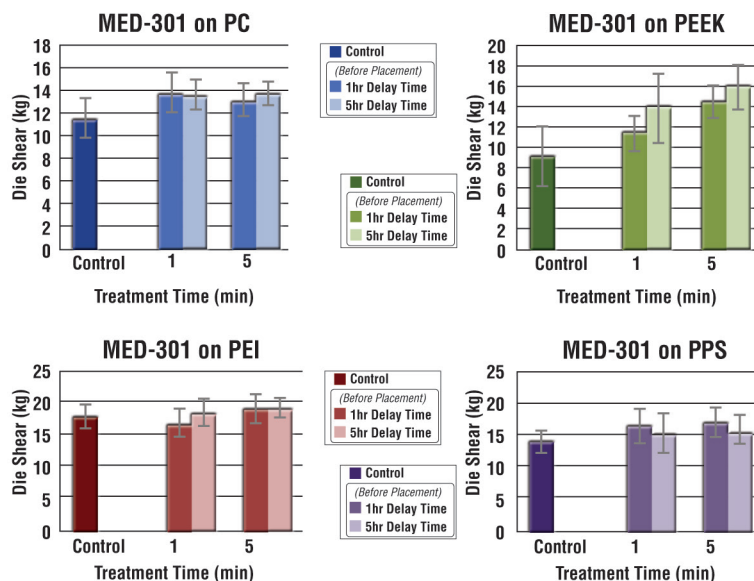 MED-301 on PC
Die Shear (kg)
18
16
14
12
10
8
6
4
2
0
Control
1
5
Treatment Time (min)
Control
(Before Placement)
1hr Delay Time
5hr Delay Time
MED-301 on PEEK
Die Shear (kg)
20
18
16
14
12
10
8
6
4
2
0
Control
1
5
Treatment Time (min)
Control
(Before Placement)
1hr Delay Time
5hr Delay Time
MED-301 on PEI
Die Shear (kg)
25
20
15
10
5
0
Control
1
5
Treatment Time (min)
Control
(Before Placement)
1hr Delay Time
5hr Delay Time
MED-301 on PPS
Die Shear (kg)
25
20
15
10
5
0
Control
1
5
Treatment Time (min)
Control
(Before Placement)
1hr Delay Time
5hr Delay Time